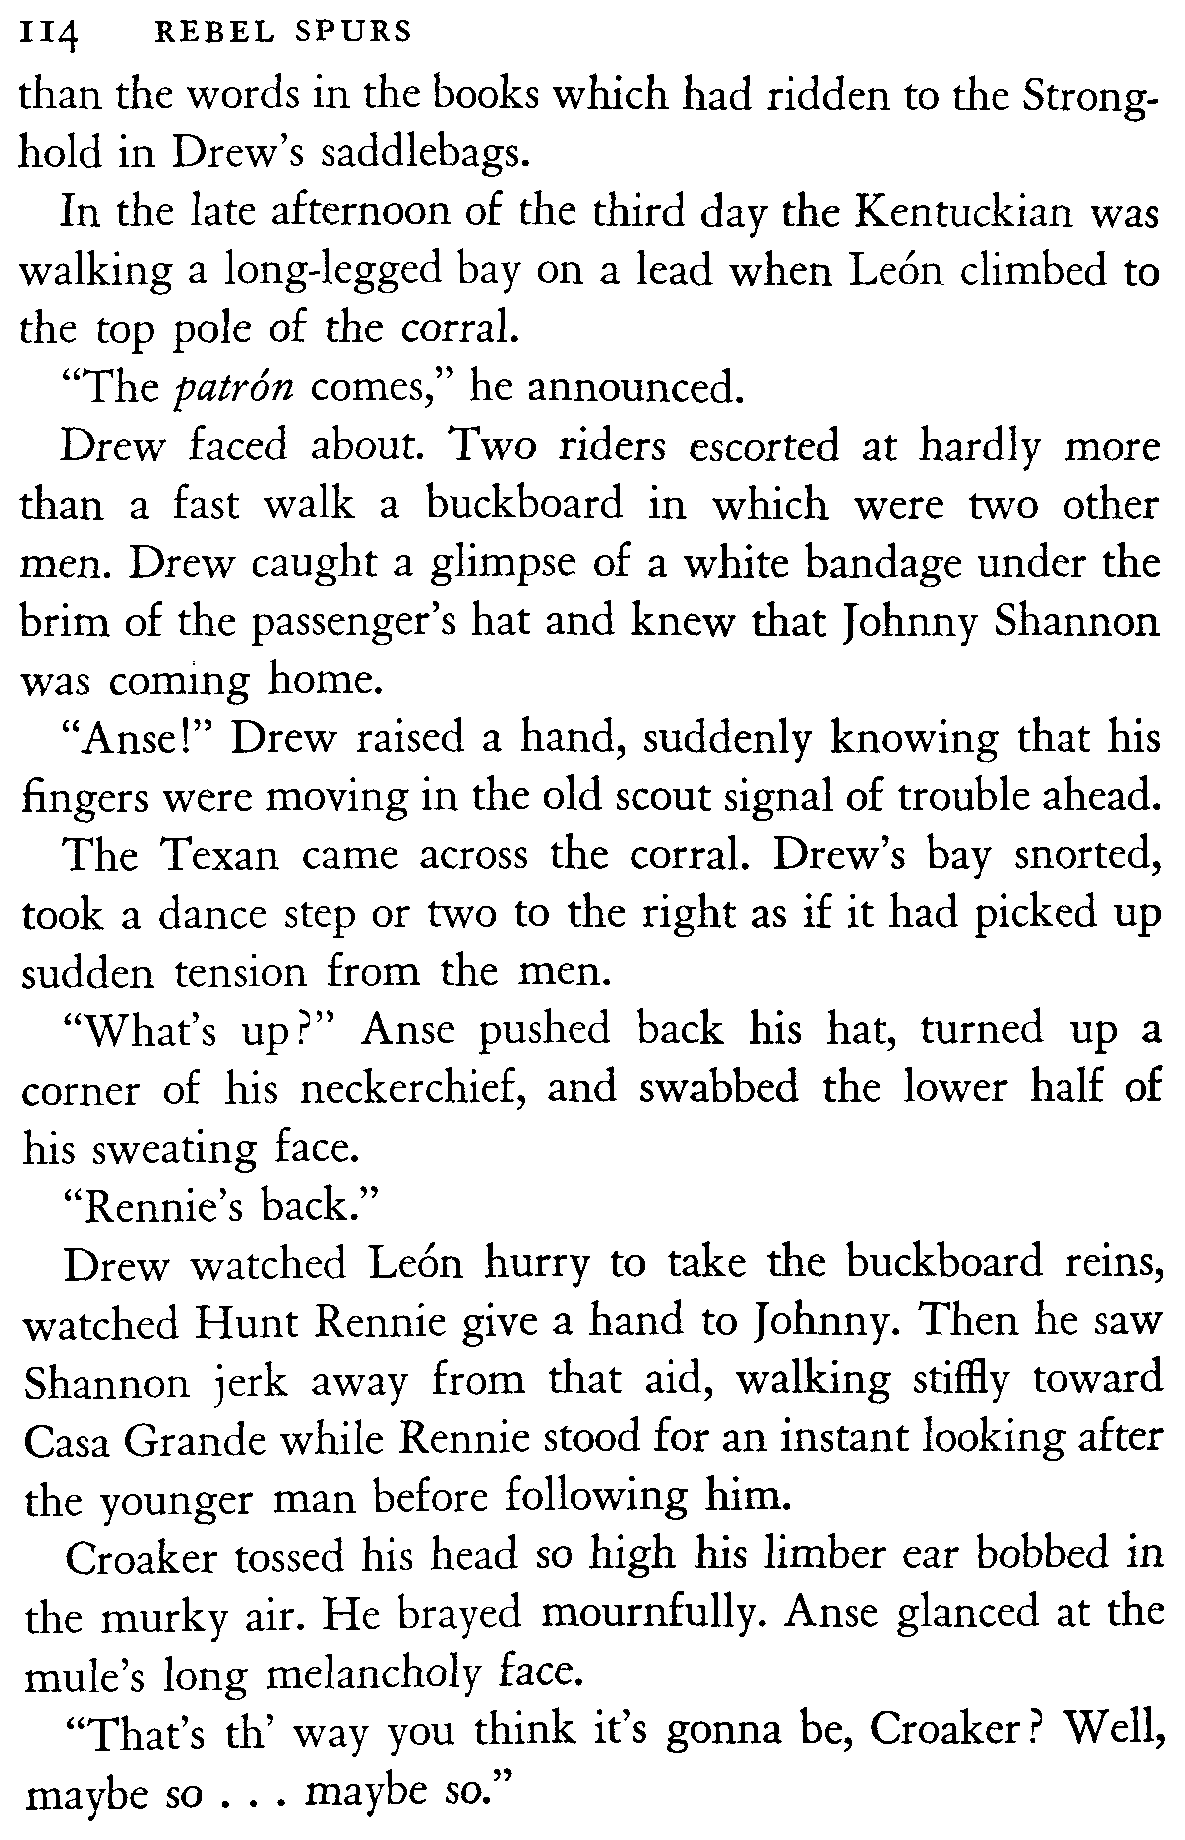 114 REBEL SPURS
than the words in the books which had ridden to the Strong-
hold in Drew's saddlebags.
In the late afternoon of the third day the Kentuckian was
walking a long-legged bay on a lead when León climbed to
the top pole of the corral.
“The patrón comes,” he announced.
Drew faced about. Two riders escorted at hardly more
than a fast walk a buckboard in which were two other
men. Drew caught a glimpse of a white bandage under the
brim of the passenger's hat and knew that Johnny Shannon
was coming home.
“Anse!” Drew raised a hand, suddenly knowing that his
fingers were moving in the old scout signal of trouble ahead.
The Texan came across the corral. Drew's bay snorted,
took a dance step or two to the right as if it had picked up
sudden tension from the men.
“What's up?” Anse pushed back his hat, turned up a
corner of his neckerchief, and swabbed the lower half of
his sweating face.
“Rennie's back.”
Drew watched León hurry to take the buckboard reins,
watched Hunt Rennie give a hand to Johnny. Then he saw
Shannon jerk away from that aid, walking stiffly toward
Casa Grande while Rennie stood for an instant looking after
the younger man before following him.
Croaker tossed his head so high his limber ear bobbed in
the murky air. He brayed mournfully. Anse glanced at the
mule's long melancholy face.
“That's th' way you think it's gonna be, Croaker? Well,
maybe so . . . maybe so.”